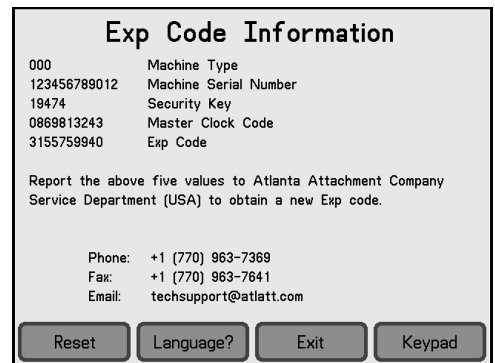 Exp Code Information
000 Machine Type
123456789012 Machine Serial Number
19474 Security Key
0869813243 Master Clock Code
3155759940 Exp Code
Report the above five values to Atlanta Attachment Company
Service Department (USA) to obtain a new Exp code.
Phone: +1 (770) 963-7369
Fax: +1 (770) 963-7641
Email: techsupport@atlatt.com
Reset Language? Exit Keypad